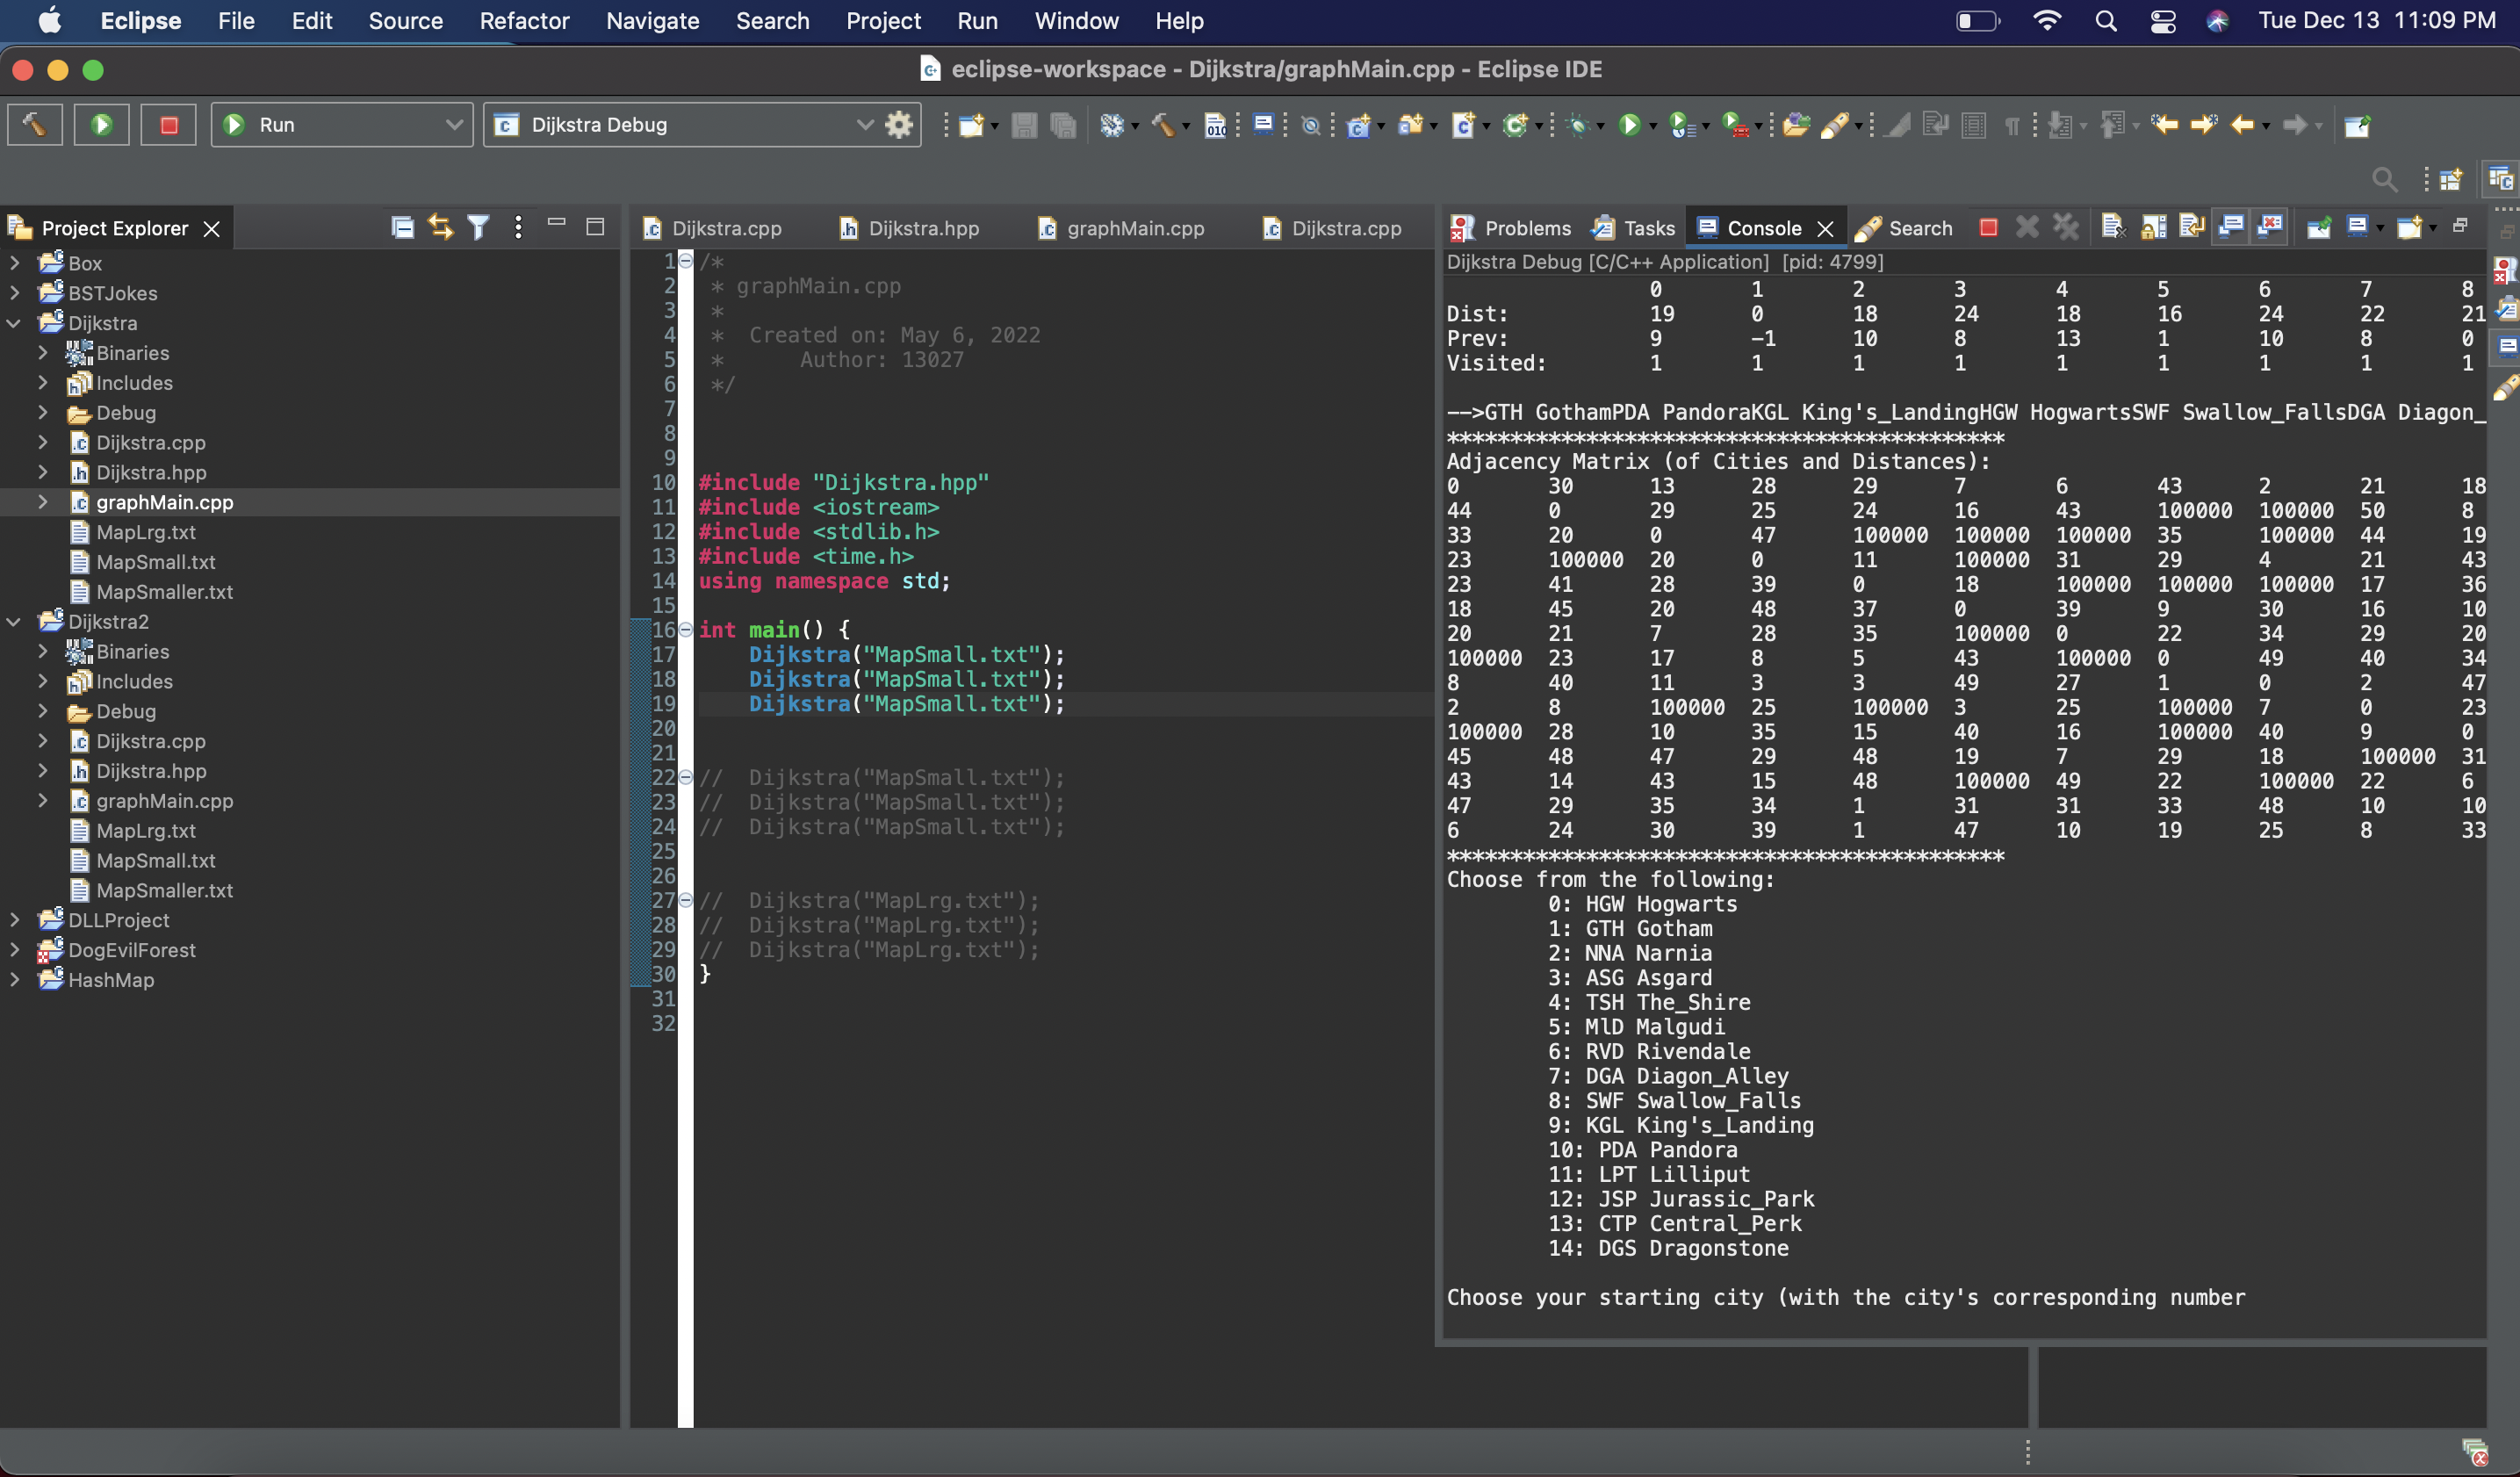 Eclipse File Edit Source Refactor Navigate Search Project Run Window Help Tue Dec 13 11:09 PM
eclipse-workspace - Dijkstra/graphMain.cpp - Eclipse IDE
Run Dijkstra Debug
Project Explorer
Box
BSTJokes
Dijkstra
Binaries
Includes
Debug
Dijkstra.cpp
Dijkstra.hpp
graphMain.cpp
MapLrg.txt
MapSmall.txt
MapSmaller.txt
Dijkstra2
Binaries
Includes
Debug
Dijkstra.cpp
Dijkstra.hpp
graphMain.cpp
MapLrg.txt
MapSmall.txt
MapSmaller.txt
DLLProject
DogEvilForest
HashMap
Dijkstra.cpp Dijkstra.hpp graphMain.cpp Dijkstra.cpp
1 /*
2 * graphMain.cpp
3 *
4 * Created on: May 6, 2022
5 * Author: 13027
6 */
7
8
9
10 #include "Dijkstra.hpp"
11 #include <iostream>
12 #include <stdlib.h>
13 #include <time.h>
14 using namespace std;
15
16 int main() {
17 Dijkstra("MapSmall.txt");
18 Dijkstra("MapSmall.txt");
19 Dijkstra("MapSmall.txt");
20
21
22 // Dijkstra("MapSmall.txt");
23 // Dijkstra("MapSmall.txt");
24 // Dijkstra("MapSmall.txt");
25
26
27 // Dijkstra("MapLrg.txt");
28 // Dijkstra("MapLrg.txt");
29 // Dijkstra("MapLrg.txt");
30 }
31
32
Problems Tasks Console Search
Dijkstra Debug [C/C++ Application] [pid: 4799]
0 1 2 3 4 5 6 7 8
Dist: 19 0 18 24 18 16 24 22 21
Prev: 9 -1 10 8 13 1 10 8 0
Visited: 1 1 1 1 1 1 1 1 1
-->GTH GothamPDA PandoraKGL King's_LandingHGW HogwartsSWF Swallow_FallsDGA Diagon_
********************************************
Adjacency Matrix (of Cities and Distances):
0 30 13 28 29 7 6 43 2 21 18
44 0 29 25 24 16 43 100000 100000 50 8
33 20 0 47 100000 100000 100000 35 100000 44 19
23 100000 20 0 11 100000 31 29 4 21 43
23 41 28 39 0 18 100000 100000 100000 17 36
18 45 20 48 37 0 39 9 30 16 10
20 21 7 28 35 100000 0 22 34 29 20
100000 23 17 8 5 43 100000 0 49 40 34
8 40 11 3 3 49 27 1 0 2 47
2 8 100000 25 100000 3 25 100000 7 0 23
100000 28 10 35 15 40 16 100000 40 9 0
45 48 47 29 48 19 7 29 18 100000 31
43 14 43 15 48 100000 49 22 100000 22 6
47 29 35 34 1 31 31 33 48 10 10
6 24 30 39 1 47 10 19 25 8 33
********************************************
Choose from the following:
0: HGW Hogwarts
1: GTH Gotham
2: NNA Narnia
3: ASG Asgard
4: TSH The_Shire
5: MlD Malgudi
6: RVD Rivendale
7: DGA Diagon_Alley
8: SWF Swallow_Falls
9: KGL King's_Landing
10: PDA Pandora
11: LPT Lilliput
12: JSP Jurassic_Park
13: CTP Central_Perk
14: DGS Dragonstone
Choose your starting city (with the city's corresponding number